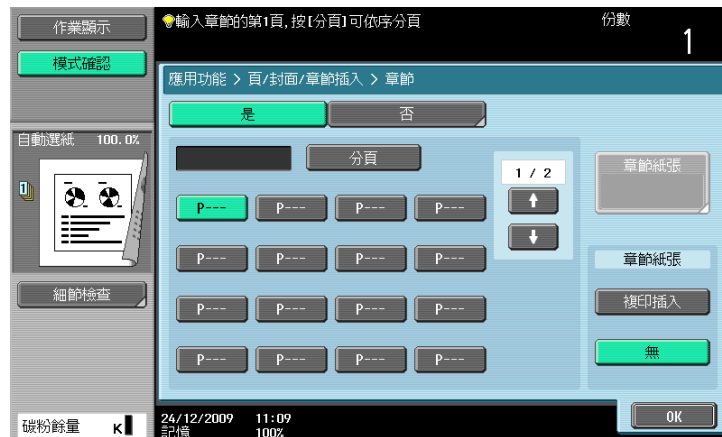 作業顯示
輸入章節的第1頁,按[分頁]可依序分頁
份數
1
模式確認
應用功能 > 頁/封面/章節插入 > 章節
是
否
自動選紙 100.0%
分頁
1 / 2
章節紙張
1
P---
P---
P---
P---
P---
P---
P---
P---
章節紙張
細節檢查
複印插入
P---
P---
P---
P---
無
P---
P---
P---
P---
碳粉餘量 K
24/12/2009 11:09
記憶 100%
OK